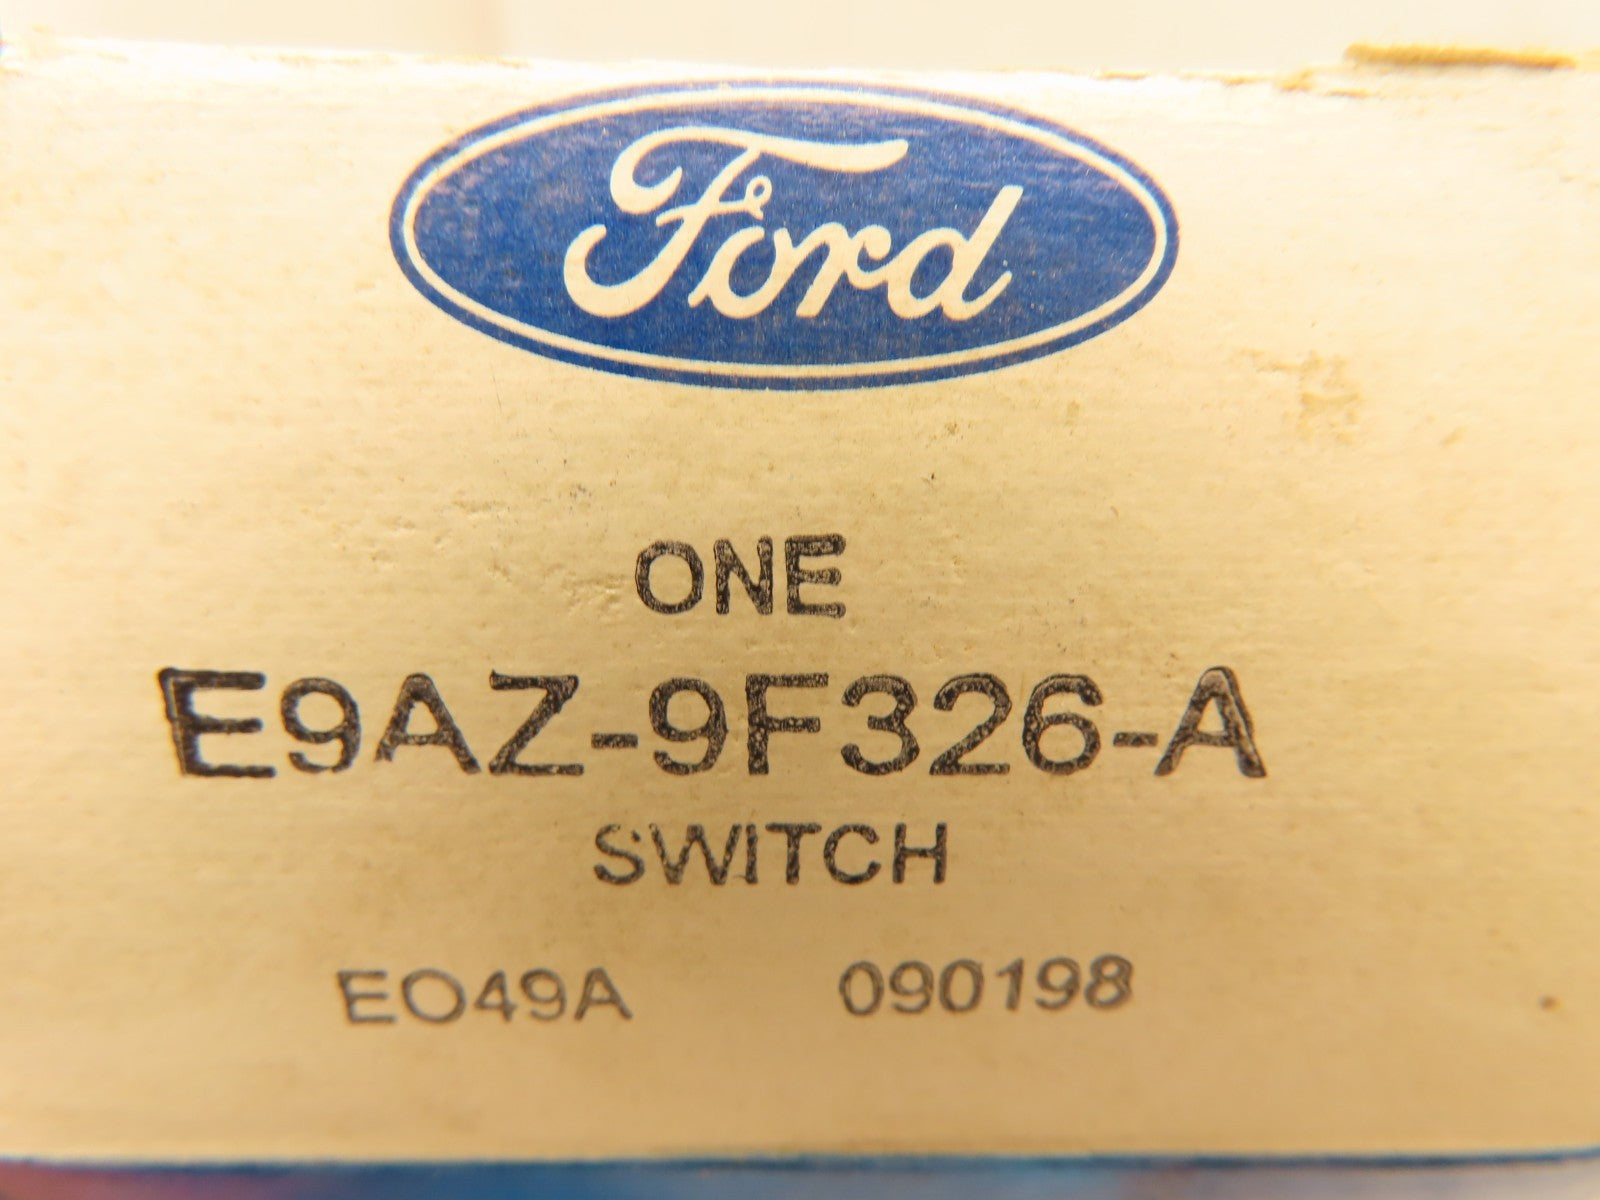 Ford
ONE
E9AZ-9F326-A
SWITCH
EO49A 090198